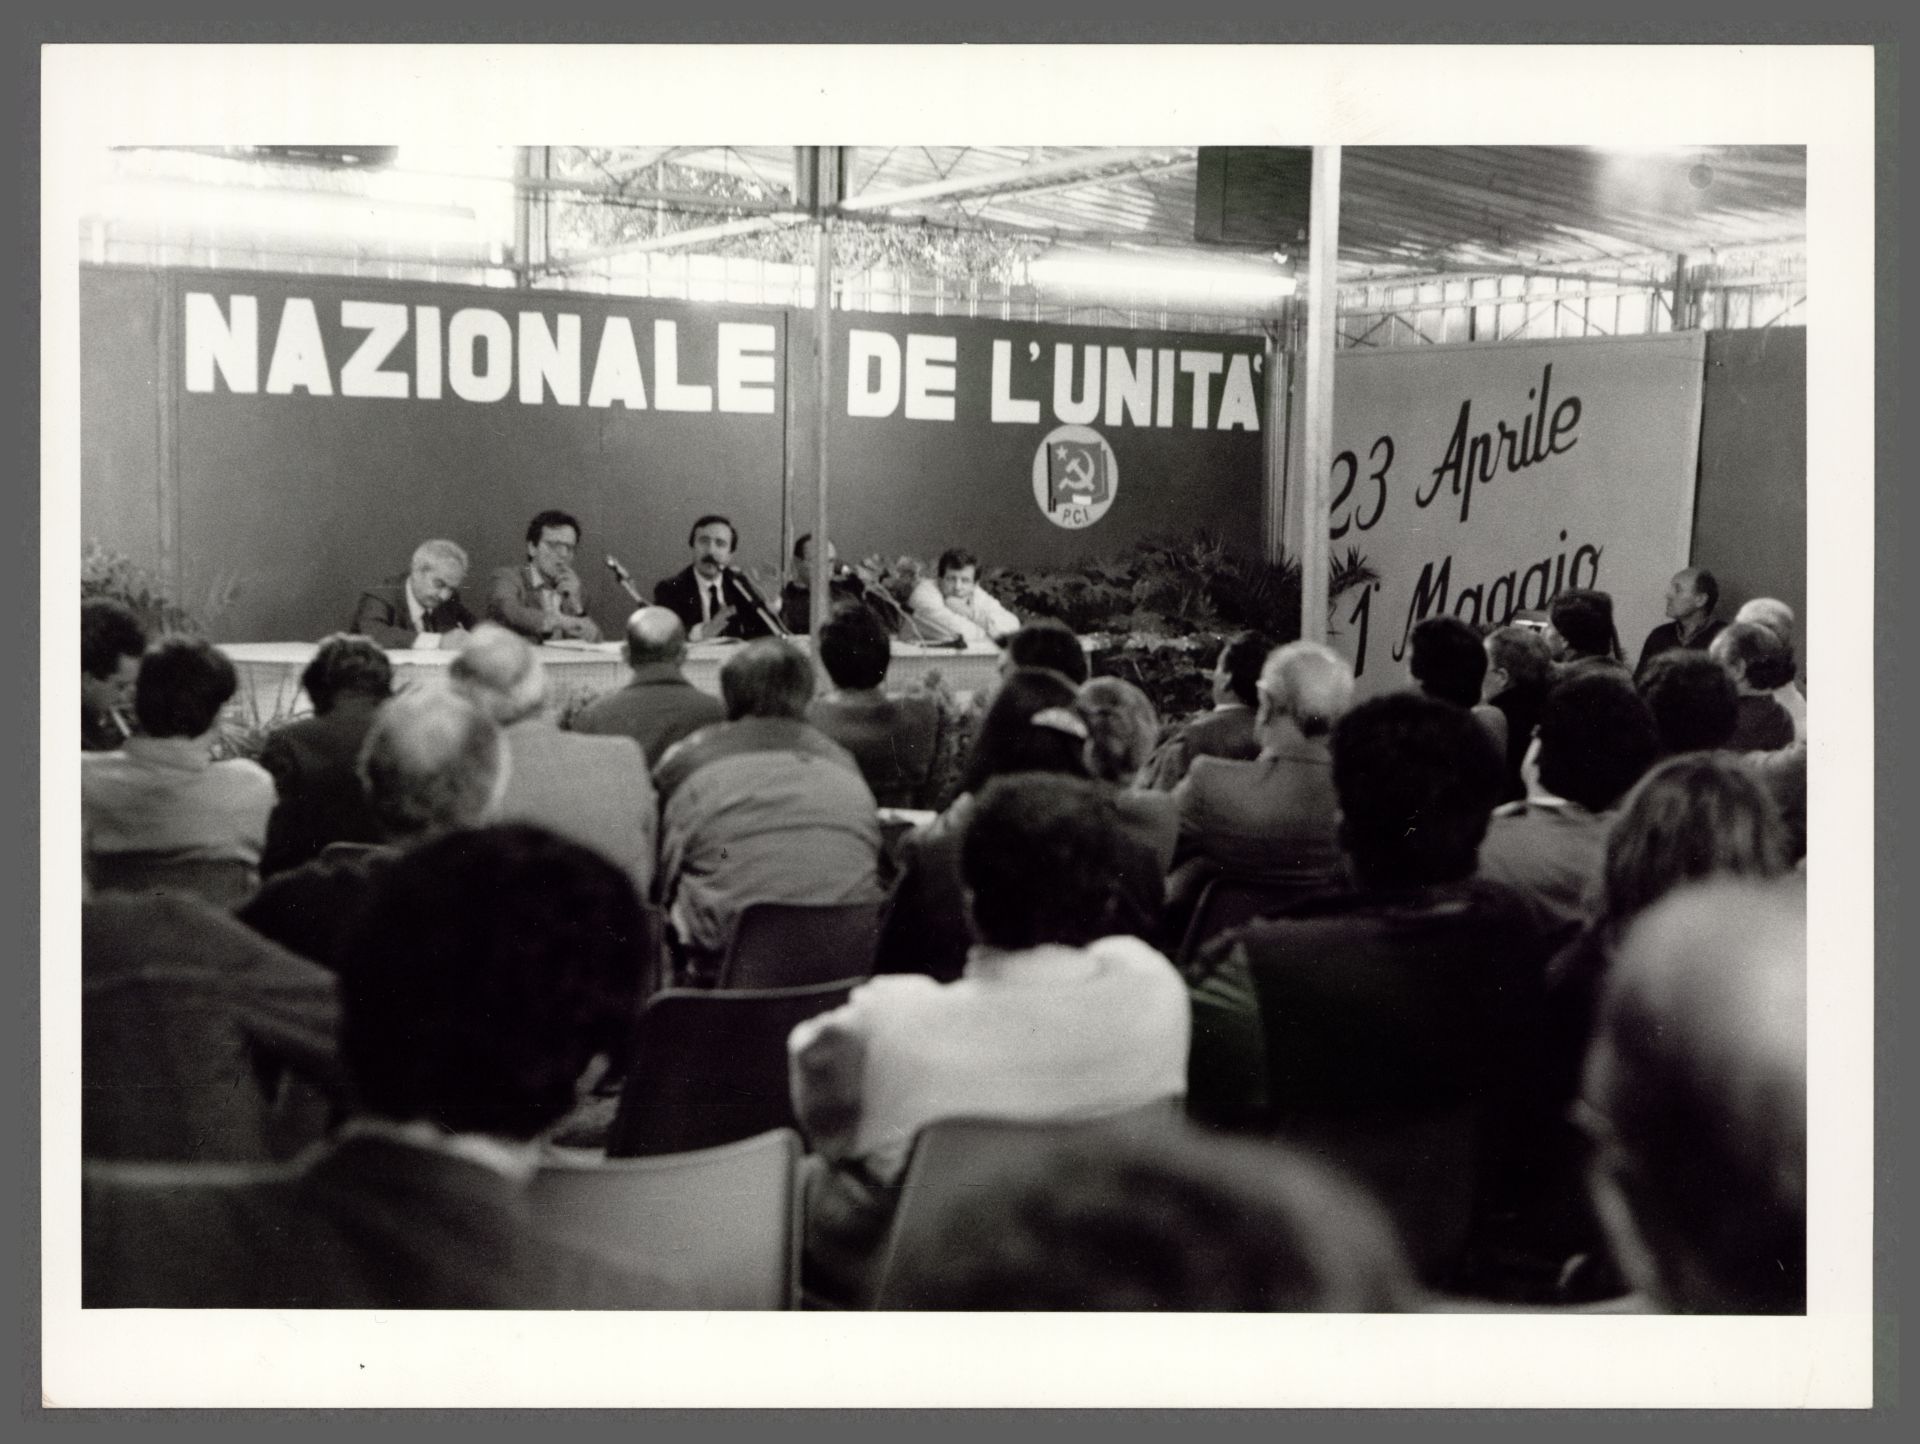 NAZIONALE DE L'UNITA'
P.C.I
23 Aprile
1° Maggio